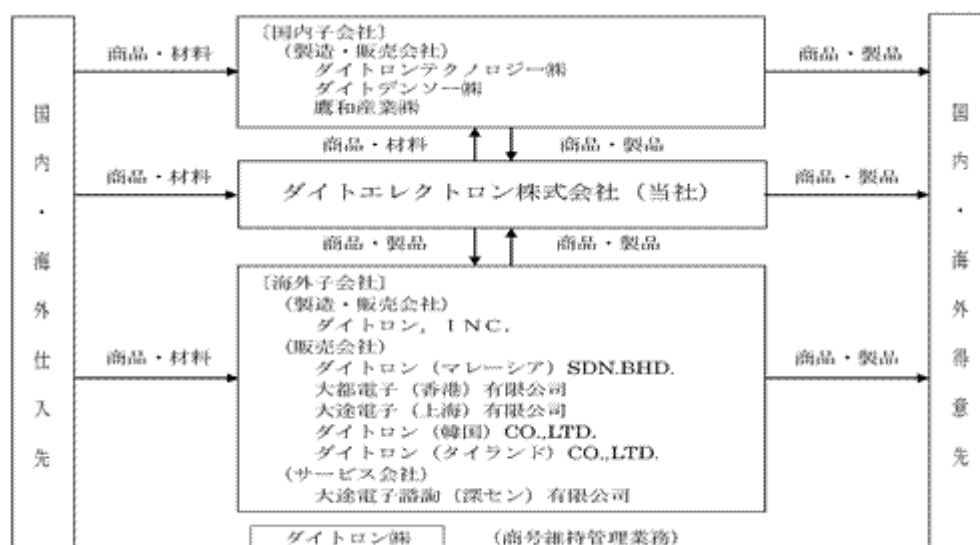 国内・海外仕入先
商品・材料
〔国内子会社〕
(製造・販売会社)
ダイトロンテクノロジー㈱
ダイトデンソー㈱
鷹和産業㈱
商品・製品
商品・材料
商品・製品
商品・材料
ダイトエレクトロン株式会社(当社)
商品・製品
商品・製品
商品・製品
〔海外子会社〕
(製造・販売会社)
ダイトロン, INC.
(販売会社)
ダイトロン(マレーシア)SDN.BHD.
大都電子(香港)有限公司
大途電子(上海)有限公司
ダイトロン(韓国)CO.,LTD.
ダイトロン(タイランド)CO.,LTD.
(サービス会社)
大途電子諮詢(深セン)有限公司
商品・材料
商品・製品
ダイトロン㈱
(商号維持管理業務)
国内・海外得意先